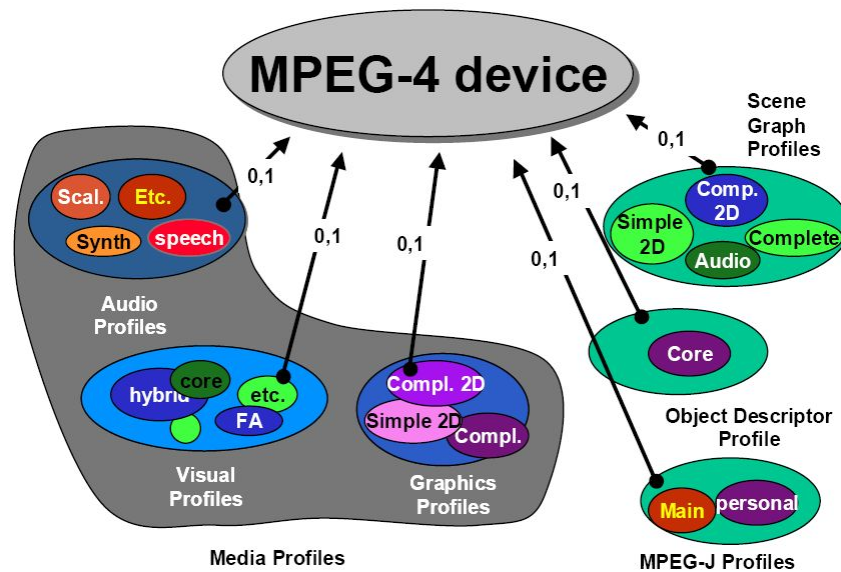 MPEG-4 device
Scene
Graph
Profiles
0,1
0,1
0,1
0,1
0,1
0,1
Scal.
Etc.
Synth
speech
Audio
Profiles
Comp.
2D
Simple
2D
Complete
Audio
Core
Object Descriptor
Profile
hybrid
core
etc.
FA
Visual
Profiles
Compl. 2D
Simple 2D
Compl.
Graphics
Profiles
Main
personal
Media Profiles
MPEG-J Profiles